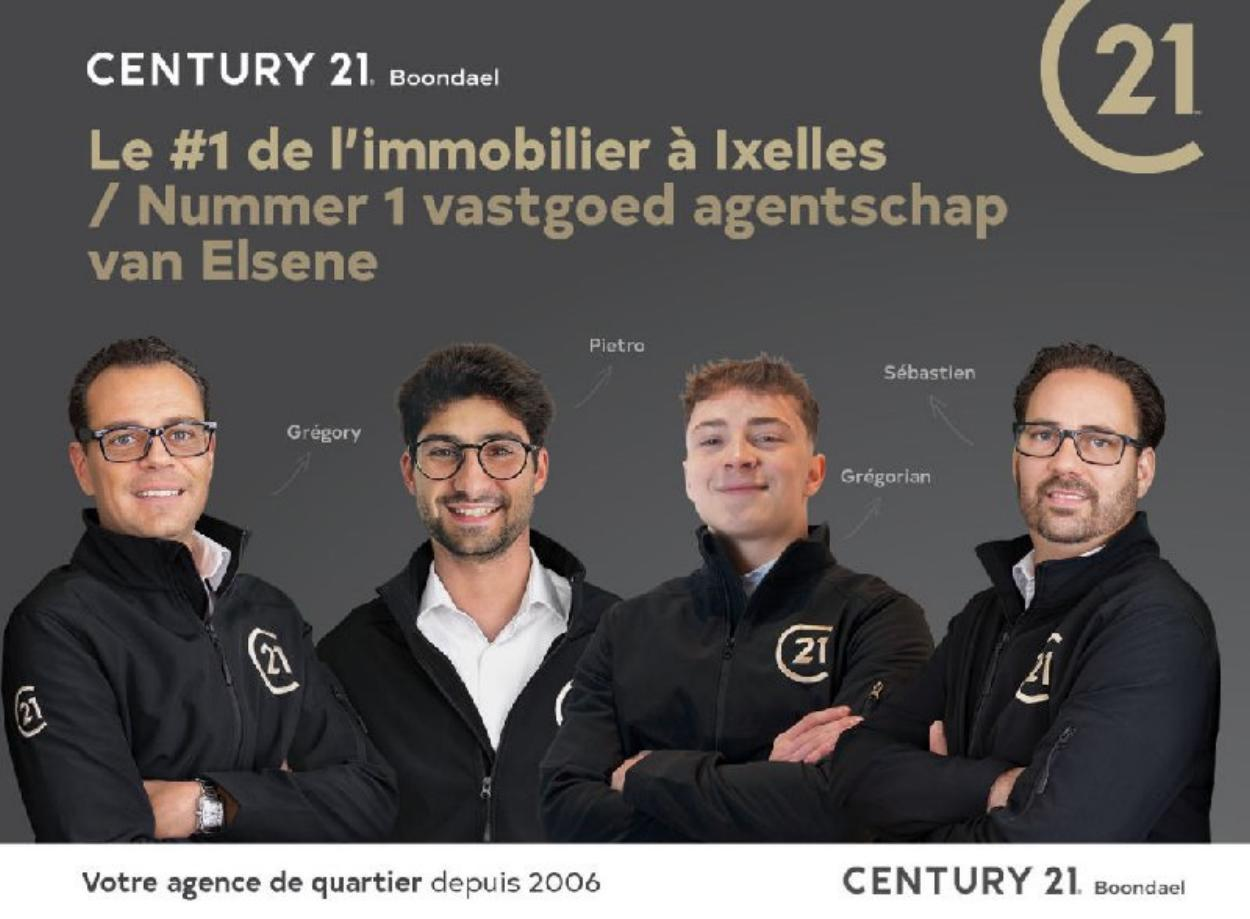 CENTURY 21. Boondael
21
Le #1 de l'immobilier à Ixelles
/ Nummer 1 vastgoed agentschap
van Elsene
Pietro
Sébastien
Grégory
Grégorian
21
21
21
21
Votre agence de quartier depuis 2006
CENTURY 21. Boondael